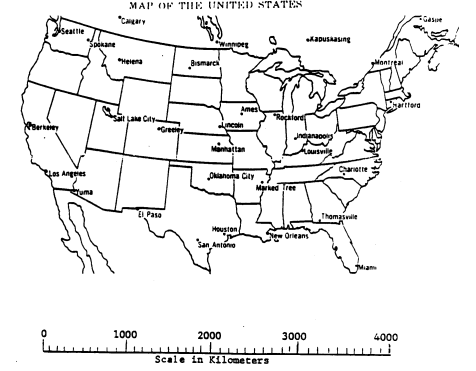 MAP OF THE UNITED STATES
Calgary
Gaspe
Seattle
Spokane
Winnipeg
Kapuskasing
Helena
Bismarck
Montreal
Ames
Hartford
Salt Lake City
Rockford
Berkeley
Greeley
Lincoln
Indianapolis
Manhattan
Louisville
Los Angeles
Oklahoma City
Charlotte
Yuma
Marked Tree
El Paso
Thomasville
Houston
New Orleans
San Antonio
Miami
0 1000 2000 3000 4000
Scale in Kilometers